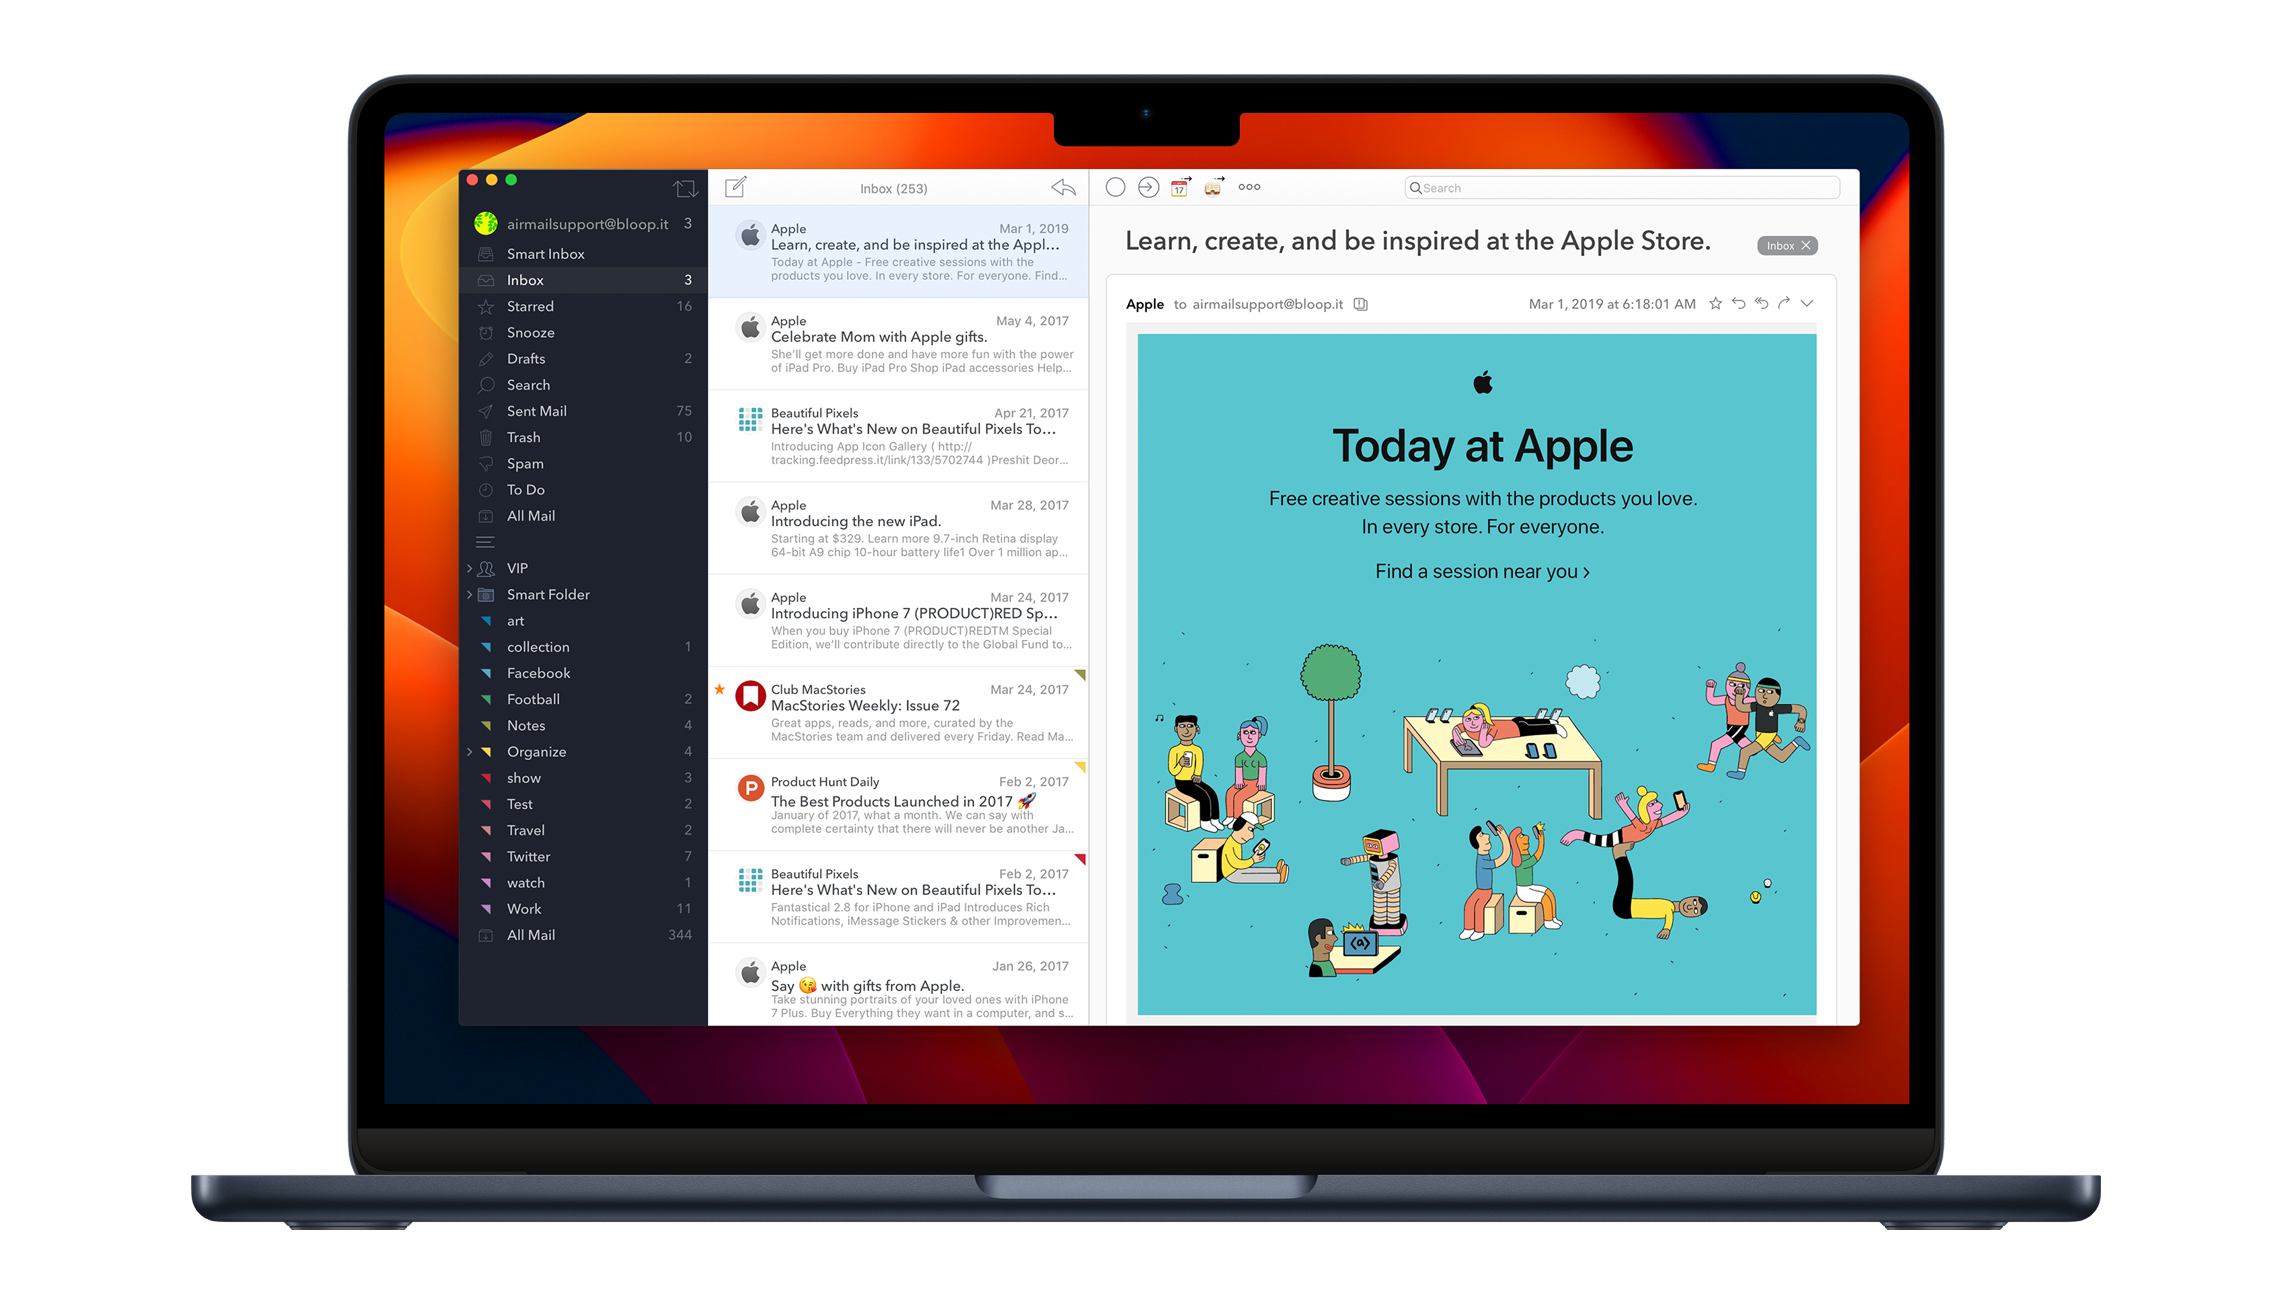 airmailsupport@bloop.it 3
Smart Inbox
Inbox 3
Starred 16
Snooze
Drafts 2
Search
Sent Mail 75
Trash 10
Spam
To Do
All Mail
VIP
Smart Folder
art
collection 1
Facebook
Football 2
Notes 4
Organize 4
show 3
Test 2
Travel 2
Twitter 7
watch 1
Work 11
All Mail 344
Inbox (253)
Apple Mar 1, 2019
Learn, create, and be inspired at the Appl...
Today at Apple - Free creative sessions with the
products you love. In every store. For everyone. Find...
Apple May 4, 2017
Celebrate Mom with Apple gifts.
She'll get more done and have more fun with the power
of iPad Pro. Buy iPad Pro Shop iPad accessories Help...
Beautiful Pixels Apr 21, 2017
Here's What's New on Beautiful Pixels To...
Introducing App Icon Gallery ( http://
tracking.feedpress.it/link/133/5702744 )Preshit Deor...
Apple Mar 28, 2017
Introducing the new iPad.
Starting at $329. Learn more 9.7-inch Retina display
64-bit A9 chip 10-hour battery life1 Over 1 million ap...
Apple Mar 24, 2017
Introducing iPhone 7 (PRODUCT)RED Sp...
When you buy iPhone 7 (PRODUCT)REDTM Special
Edition, we'll contribute directly to the Global Fund to...
Club MacStories Mar 24, 2017
MacStories Weekly: Issue 72
Great apps, reads, and more, curated by the
MacStories team and delivered every Friday. Read Ma...
P
Product Hunt Daily Feb 2, 2017
The Best Products Launched in 2017 🚀
January of 2017, what a month. We can say with
complete certainty that there will never be another Ja...
Beautiful Pixels Feb 2, 2017
Here's What's New on Beautiful Pixels To...
Fantastical 2.8 for iPhone and iPad Introduces Rich
Notifications, iMessage Stickers & other Improvemen...
Apple Jan 26, 2017
Say 😘 with gifts from Apple.
Take stunning portraits of your loved ones with iPhone
7 Plus. Buy Everything they want in a computer, and s...
17
Search
Learn, create, and be inspired at the Apple Store.
Inbox
Apple to airmailsupport@bloop.it Mar 1, 2019 at 6:18:01 AM
Today at Apple
Free creative sessions with the products you love.
In every store. For everyone.
Find a session near you ›
<a>